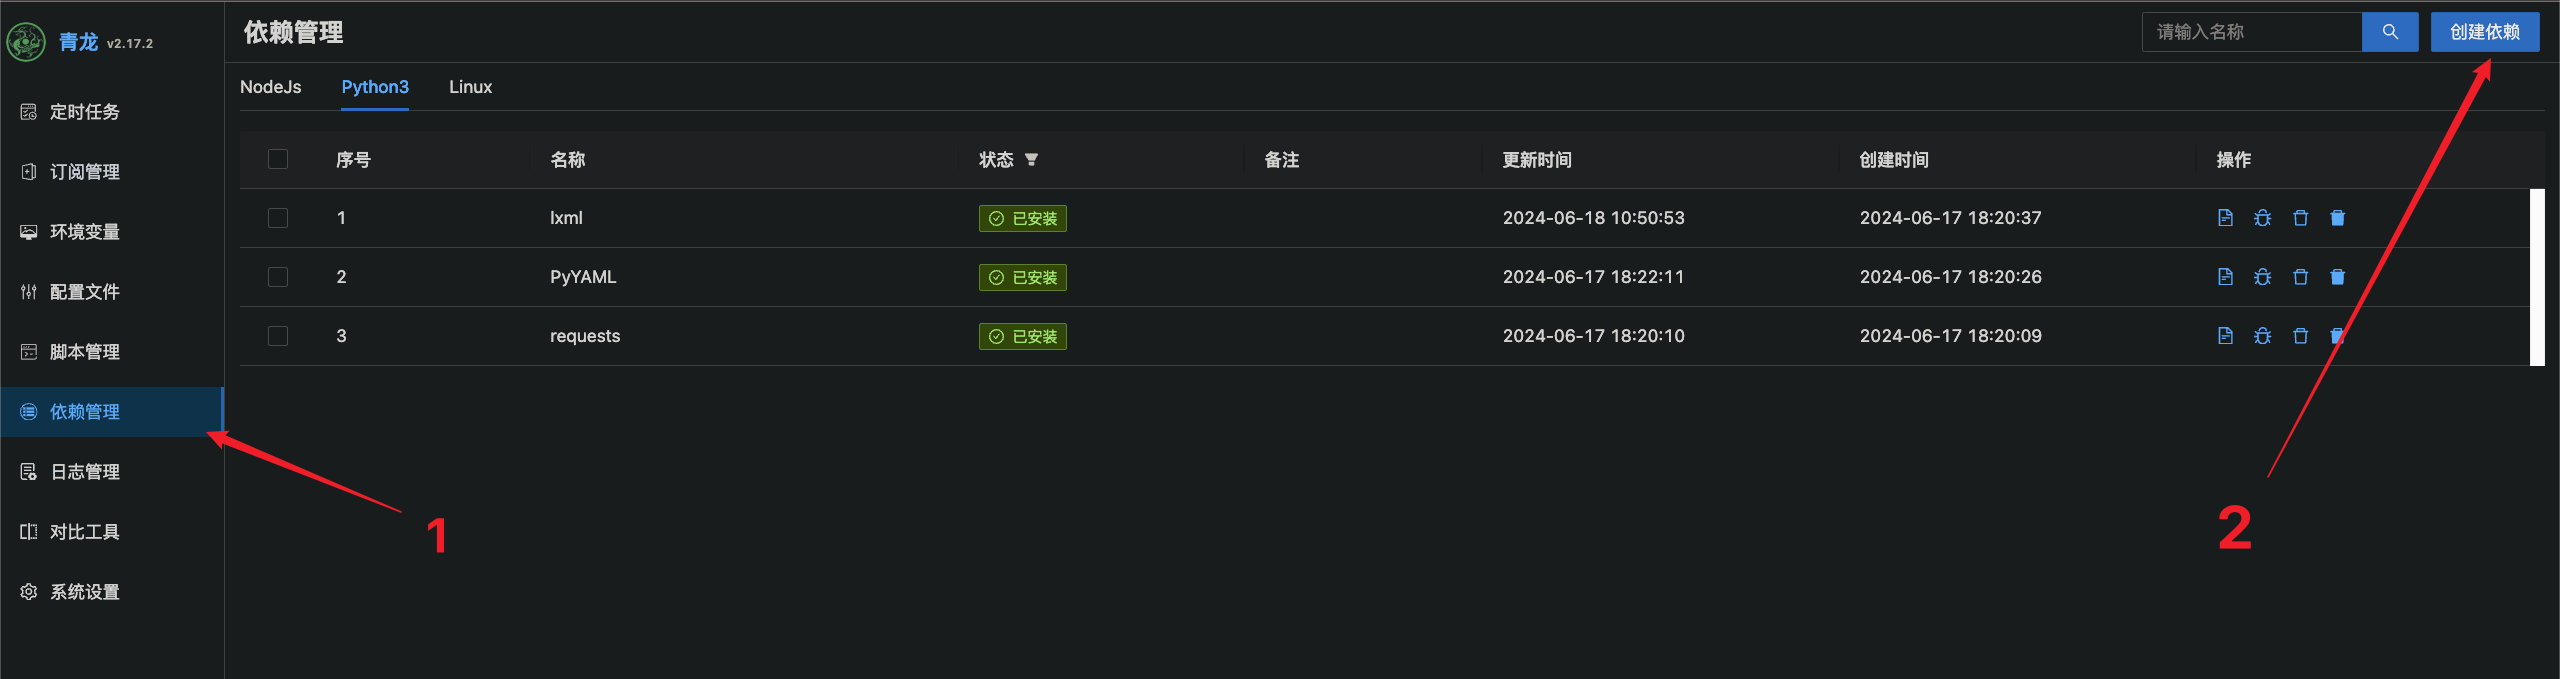 青龙 v2.17.2
定时任务
订阅管理
环境变量
配置文件
脚本管理
依赖管理
日志管理
对比工具
系统设置
依赖管理
请输入名称
创建依赖
NodeJs Python3 Linux
序号 名称 状态 备注 更新时间 创建时间 操作
1 lxml 已安装 2024-06-18 10:50:53 2024-06-17 18:20:37
2 PyYAML 已安装 2024-06-17 18:22:11 2024-06-17 18:20:26
3 requests 已安装 2024-06-17 18:20:10 2024-06-17 18:20:09
1
2